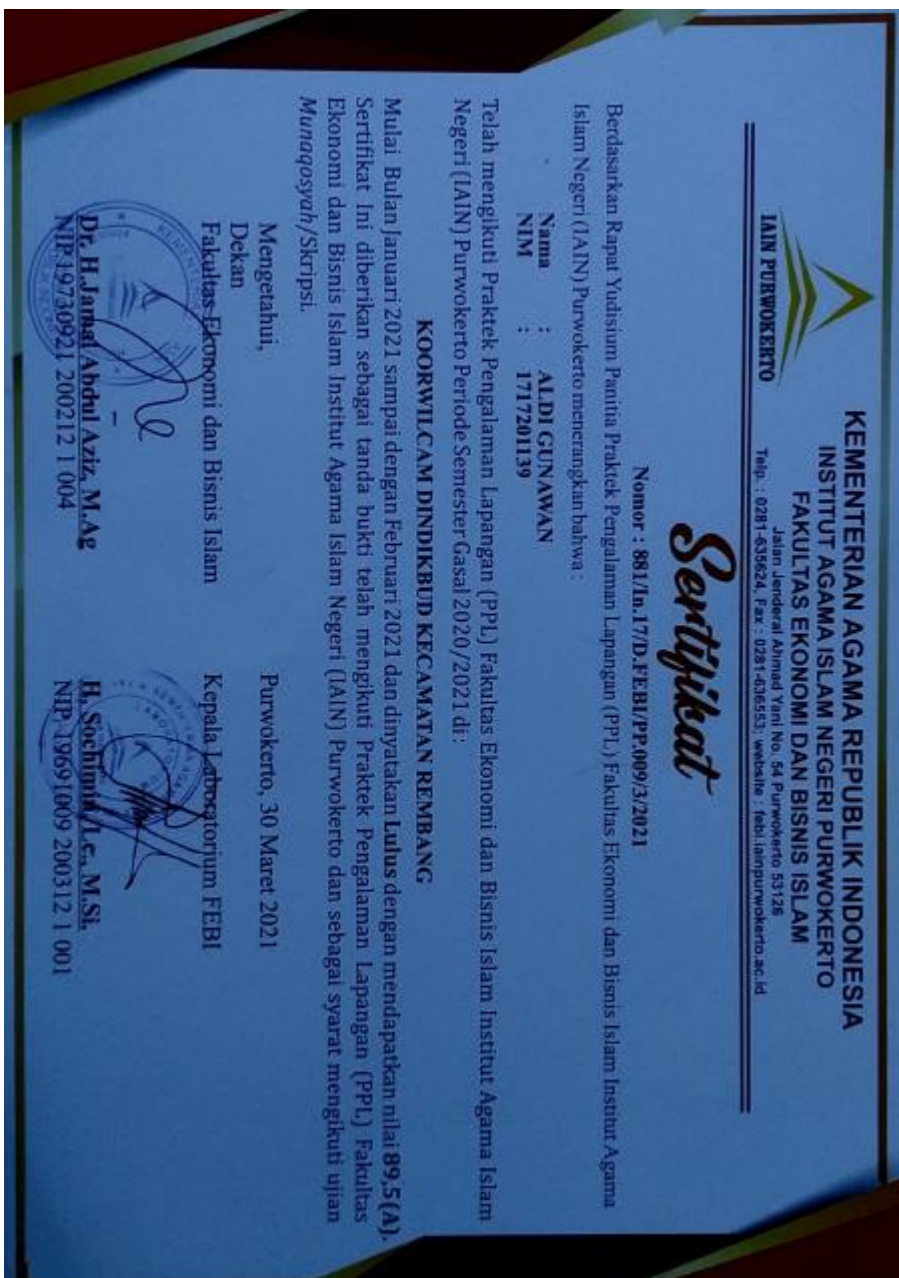 IAIN PURWOKERTO
KEMENTERIAN AGAMA REPUBLIK INDONESIA
INSTITUT AGAMA ISLAM NEGERI PURWOKERTO
FAKULTAS EKONOMI DAN BISNIS ISLAM
Jalan Jenderal Ahmad Yani No. 54 Purwokerto 53126
Telp. : 0281-635624, Fax : 0281-636553; website : febi.iainpurwokerto.ac.id
Sertifikat
Nomor : 881/In.17/D.FEBI/PP.009/3/2021
Berdasarkan Rapat Yudisium Panitia Praktek Pengalaman Lapangan (PPL) Fakultas Ekonomi dan Bisnis Islam Institut Agama
Islam Negeri (IAIN) Purwokerto menerangkan bahwa :
Nama : ALDI GUNAWAN
NIM : 1717201139
Telah mengikuti Praktek Pengalaman Lapangan (PPL) Fakultas Ekonomi dan Bisnis Islam Institut Agama Islam
Negeri (IAIN) Purwokerto Periode Semester Gasal 2020/2021 di :
KOORWILCAM DINDIKBUD KECAMATAN REMBANG
Mulai Bulan Januari 2021 sampai dengan Februari 2021 dan dinyatakan Lulus dengan mendapatkan nilai 89,5 (A).
Sertifikat Ini diberikan sebagai tanda bukti telah mengikuti Praktek Pengalaman Lapangan (PPL) Fakultas
Ekonomi dan Bisnis Islam Institut Agama Islam Negeri (IAIN) Purwokerto dan sebagai syarat mengikuti ujian
Munaqosyah/Skripsi.
Mengetahui,
Dekan
Fakultas Ekonomi dan Bisnis Islam
Dr. H. Jamal Abdul Aziz, M.Ag
NIP. 19730921 200212 1 004
Purwokerto, 30 Maret 2021
Kepala Laboratorium FEBI
H. Sochimin, Lc., M.Si.
NIP. 19691009 200312 1 001